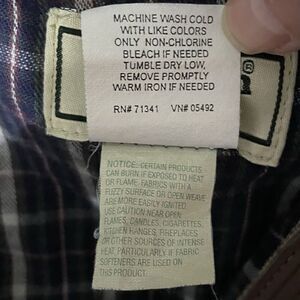 MACHINE WASH COLD
WITH LIKE COLORS
ONLY NON-CHLORINE
BLEACH IF NEEDED
TUMBLE DRY LOW,
REMOVE PROMPTLY
WARM IRON IF NEEDED
RN# 71341 VN# 05492
NOTICE: CERTAIN PRODUCTS
CAN BURN IF EXPOSED TO HEAT
OR FLAME. FABRICS WITH A
FUZZY SURFACE OR OPEN WEAVE
ARE MORE EASILY IGNITED.
USE CAUTION NEAR OPEN
FLAMES, CANDLES, CIGARETTES,
KITCHEN RANGES, FIREPLACES
OR OTHER SOURCES OF INTENSE
HEAT, PARTICULARLY IF FABRIC
SOFTENERS ARE USED ON
THIS PRODUCT.